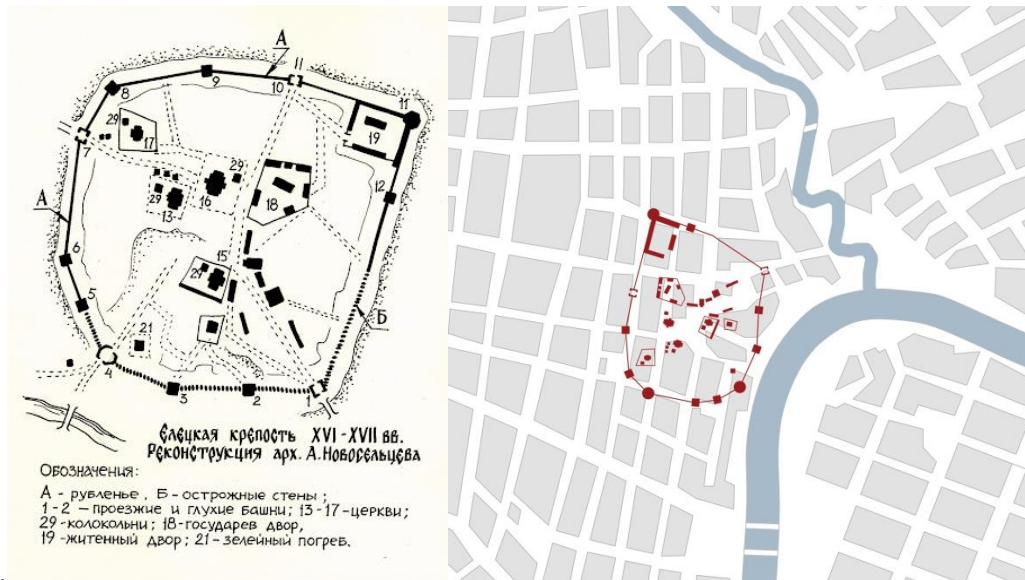 А
11
10
9
8
11
29
17
7
19
12
29
16
29
13
18
А
6
15
29
5
21
Б
4
3
2
1
Елецкая крепость XVI-XVII вв.
Реконструкция арх. А.Новосельцева
Обозначения:
А - рубленье, Б - острожные стены;
1-2 - проезжие и глухие башни; 13-17-церкви;
29-колокольни; 18-государев двор,
19-житенный двор; 21-зелейный погреб.